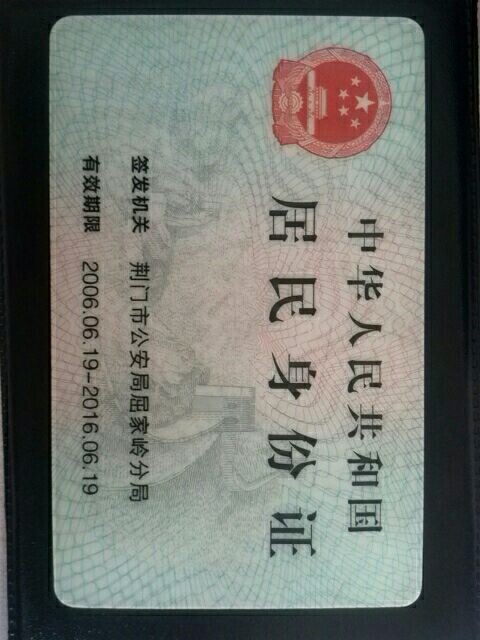 中华人民共和国
居民身份证
签发机关 荆门市公安局屈家岭分局
有效期限 2006.06.19-2016.06.19